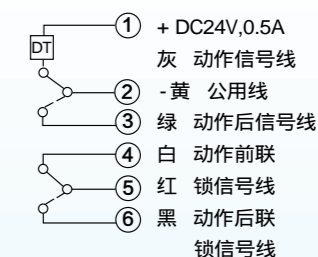 ① + DC24V,0.5A
DT
灰 动作信号线
② -黄 公用线
③ 绿 动作后信号线
④ 白 动作前联
⑤ 红 锁信号线
⑥ 黑 动作后联
锁信号线